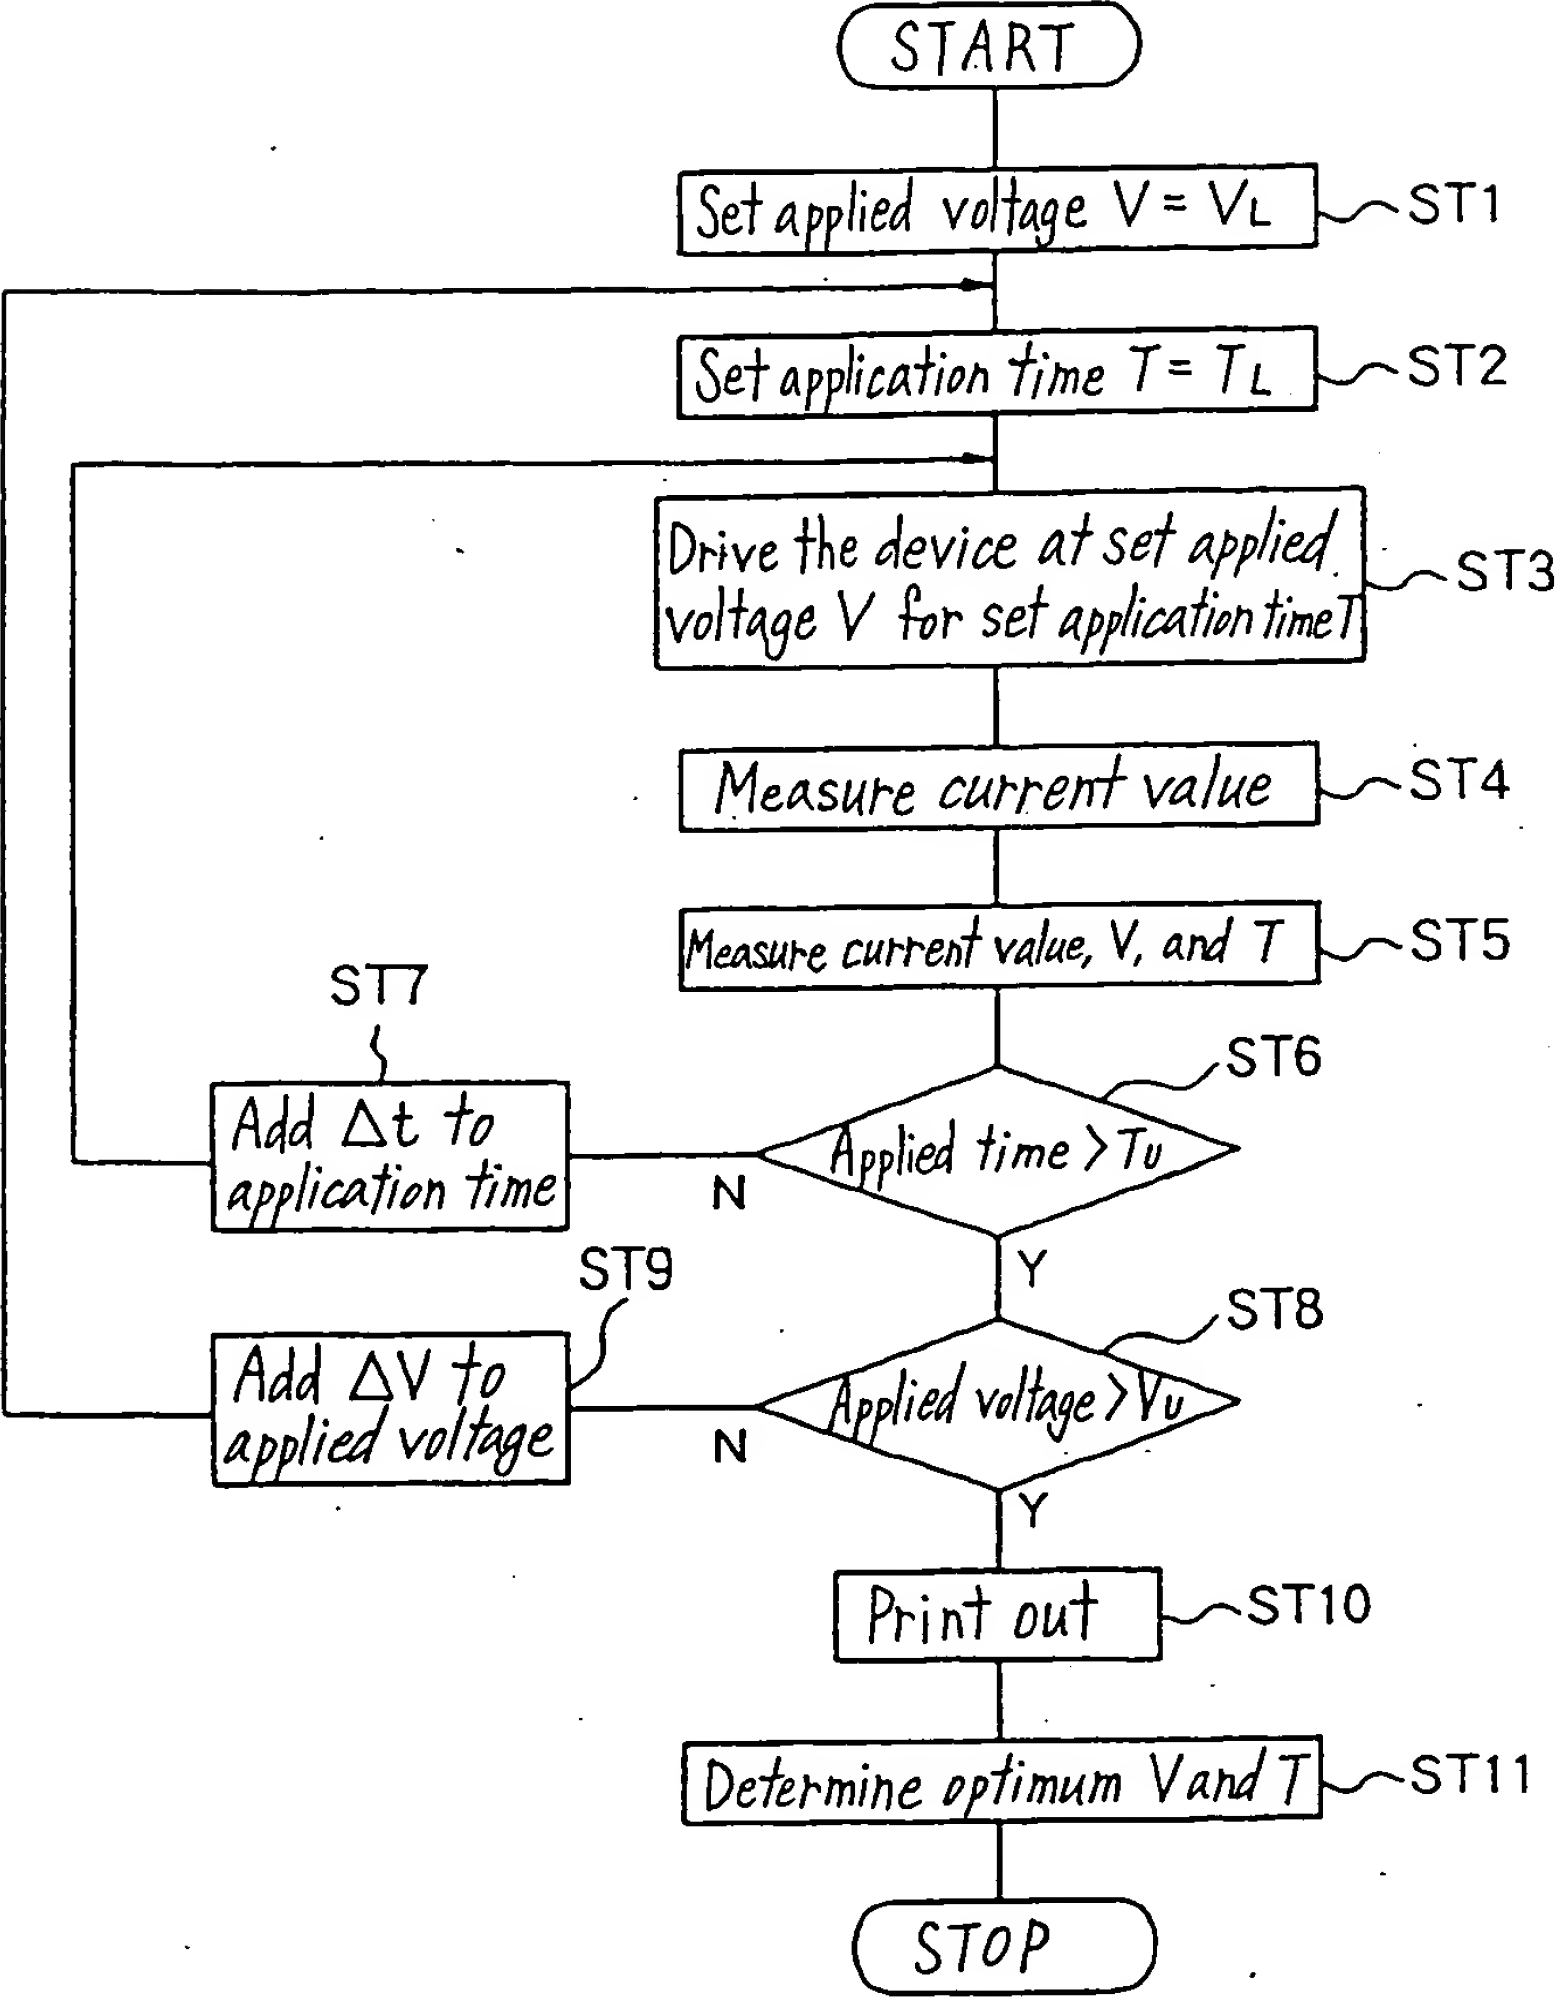 START
Set applied voltage V = VL
ST1
Set application time T = TL
ST2
Drive the device at set applied
voltage V for set application time T
ST3
Measure current value
ST4
Measure current value, V, and T
ST5
ST7
Add Δt to
application time
ST6
Applied time > TU
N
Y
ST9
Add ΔV to
applied voltage
ST8
Applied voltage > VU
N
Y
Print out
ST10
Determine optimum V and T
ST11
STOP